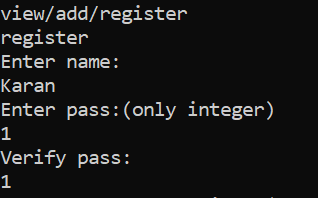 view/add/register
register
Enter name:
Karan
Enter pass:(only integer)
1
Verify pass:
1